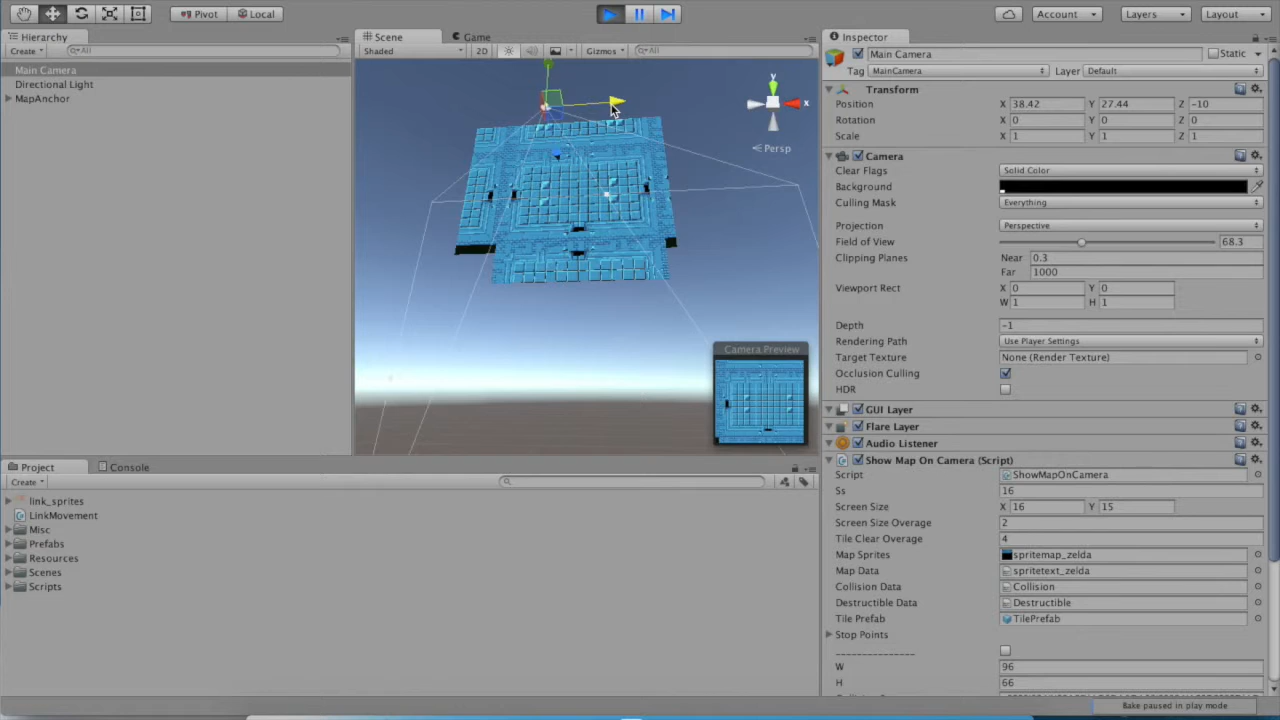 Pivot Local Account Layers Layout
Hierarchy
Create All
Main Camera
Directional Light
MapAnchor
Scene Game
Shaded 2D Gizmos All
y
x
Persp
Camera Preview
Project Console
Create
link_sprites
LinkMovement
Misc
Prefabs
Resources
Scenes
Scripts
Inspector
Main Camera Static
Tag MainCamera Layer Default
Transform
Position X 38.42 Y 27.44 Z -10
Rotation X 0 Y 0 Z 0
Scale X 1 Y 1 Z 1
Camera
Clear Flags Solid Color
Background
Culling Mask Everything
Projection Perspective
Field of View 68.3
Clipping Planes Near 0.3
Far 1000
Viewport Rect X 0 Y 0
W 1 H 1
Depth -1
Rendering Path Use Player Settings
Target Texture None (Render Texture)
Occlusion Culling
HDR
GUI Layer
Flare Layer
Audio Listener
Show Map On Camera (Script)
Script ShowMapOnCamera
Ss 16
Screen Size X 16 Y 15
Screen Size Overage 2
Tile Clear Overage 4
Map Sprites spritemap_zelda
Map Data spritetext_zelda
Collision Data Collision
Destructible Data Destructible
Tile Prefab TilePrefab
Stop Points
_______________
W 96
H 66
Bake paused in play mode